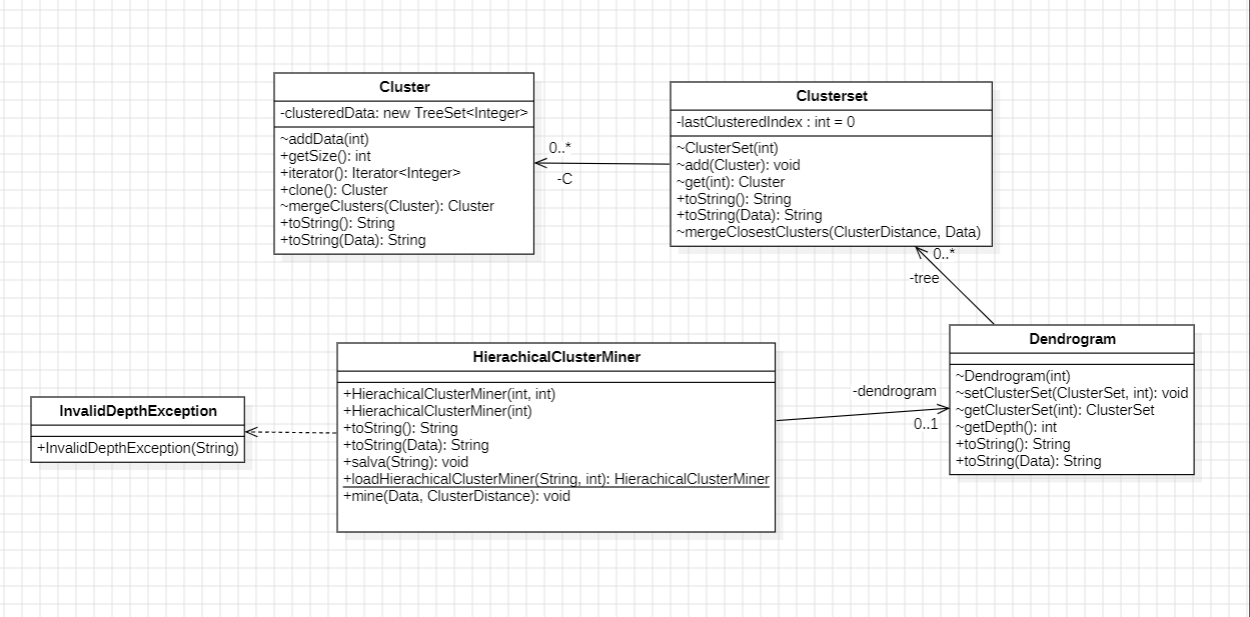 Cluster
-clusteredData: new TreeSet<Integer>
~addData(int)
+getSize(): int
+iterator(): Iterator<Integer>
+clone(): Cluster
~mergeClusters(Cluster): Cluster
+toString(): String
+toString(Data): String
0..*
-C
Clusterset
-lastClusteredIndex : int = 0
~ClusterSet(int)
~add(Cluster): void
~get(int): Cluster
+toString(): String
+toString(Data): String
~mergeClosestClusters(ClusterDistance, Data)
0..*
-tree
HierachicalClusterMiner
+HierachicalClusterMiner(int, int)
+HierachicalClusterMiner(int)
+toString(): String
+toString(Data): String
+salva(String): void
+loadHierachicalClusterMiner(String, int): HierachicalClusterMiner
+mine(Data, ClusterDistance): void
InvalidDepthException
+InvalidDepthException(String)
-dendrogram
0..1
Dendrogram
~Dendrogram(int)
~setClusterSet(ClusterSet, int): void
~getClusterSet(int): ClusterSet
~getDepth(): int
+toString(): String
+toString(Data): String